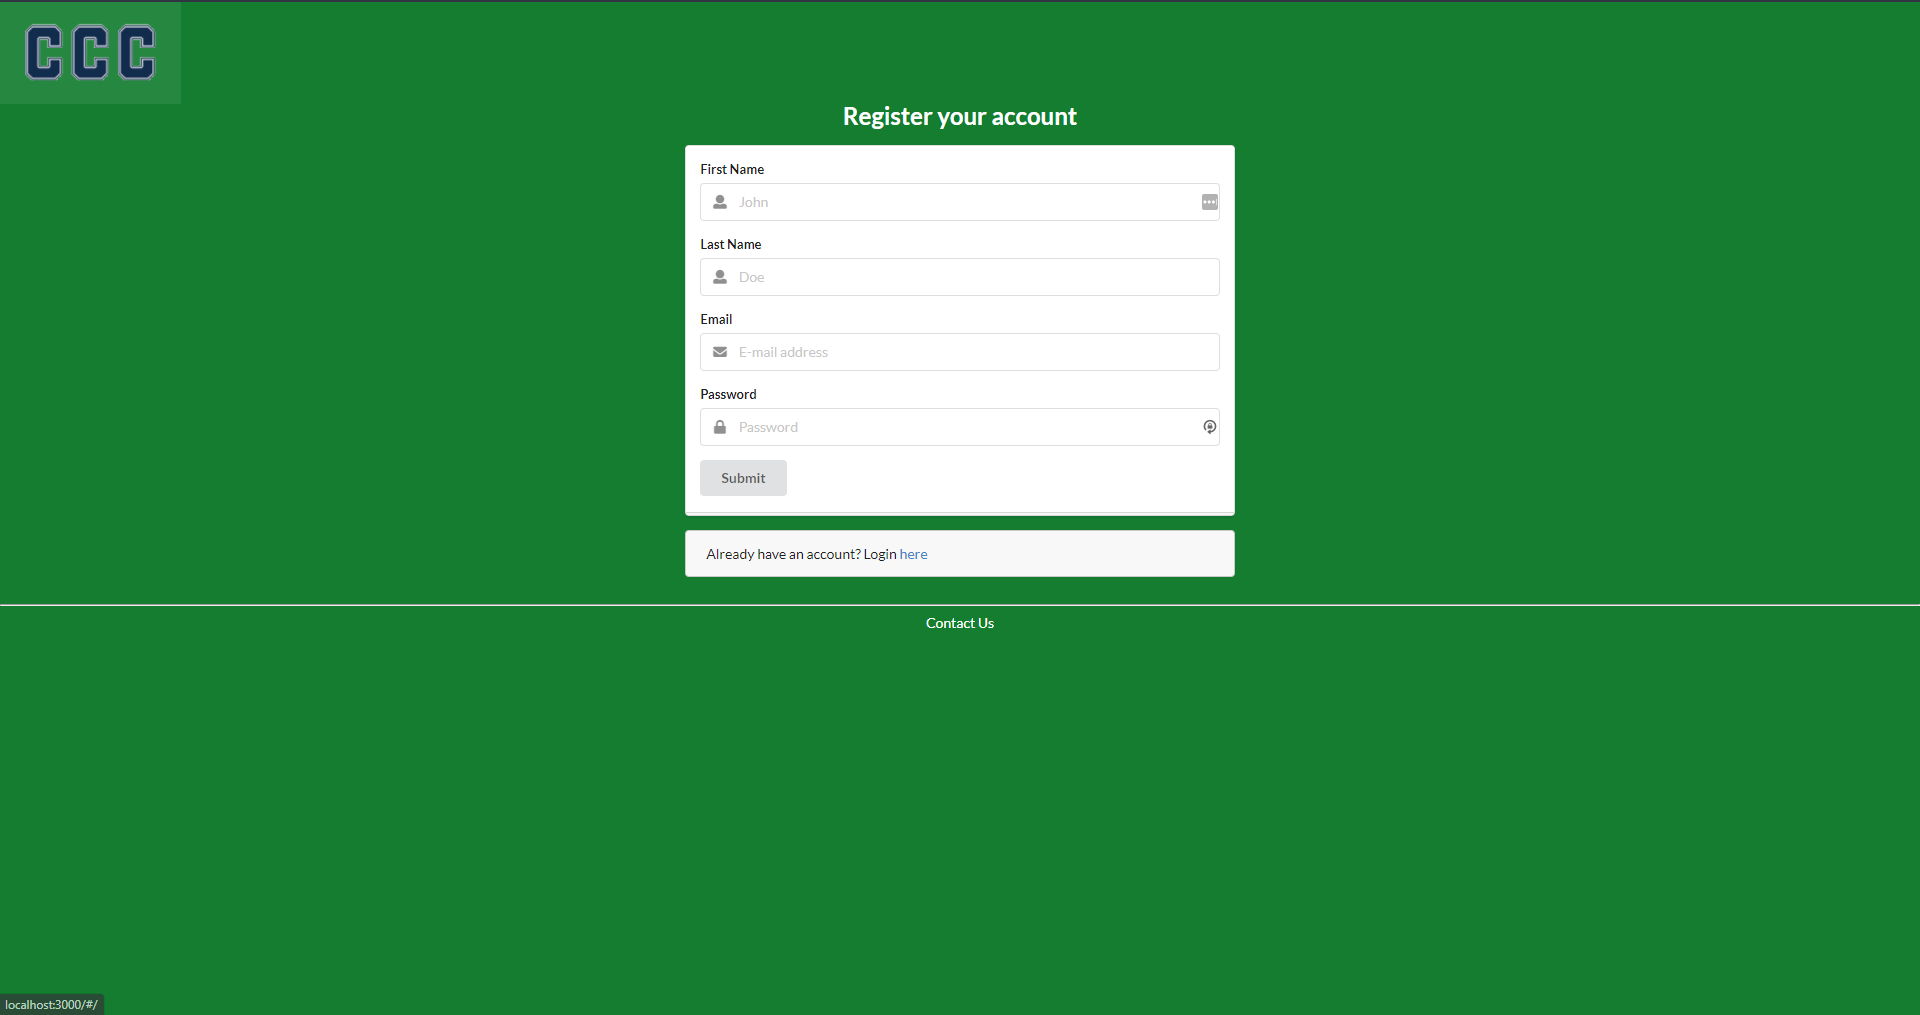 CCC
Register your account
First Name
John
Last Name
Doe
Email
E-mail address
Password
Password
Submit
Already have an account? Login here
Contact Us
localhost:3000/#/